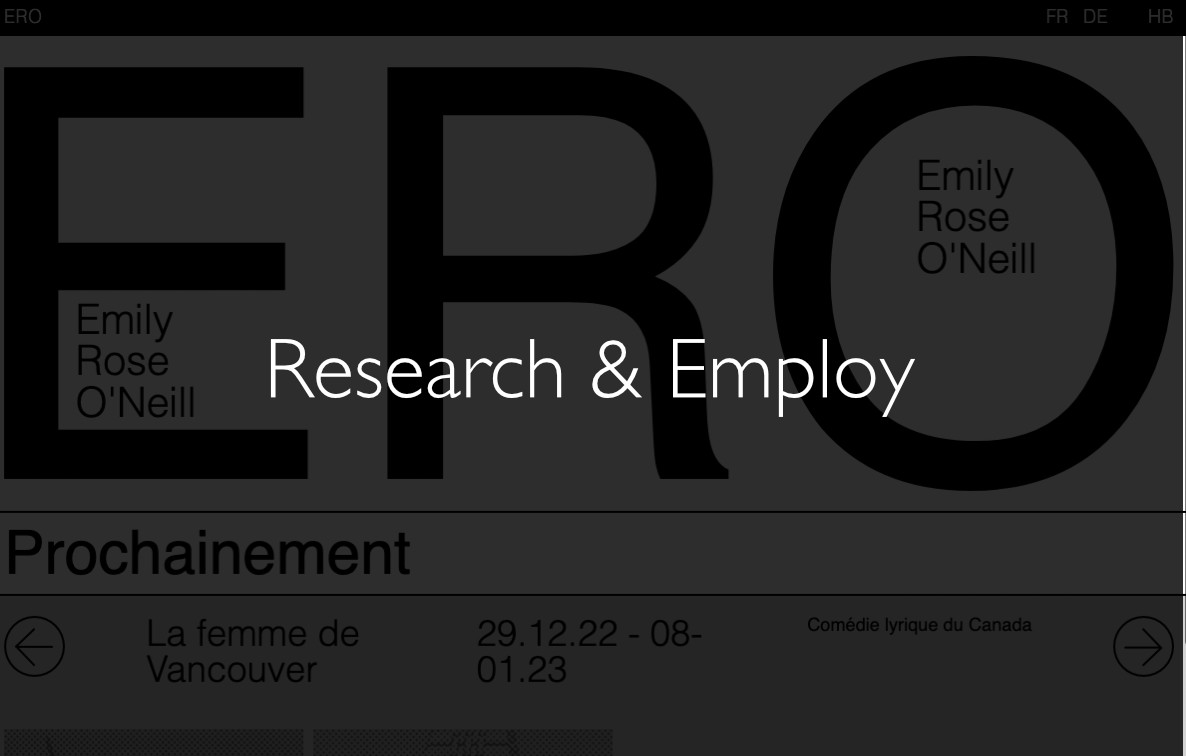 ERO
FR DE HB
ERO
Emily
Rose
O'Neill
Emily
Rose
O'Neill
Research & Employ
Prochainement
La femme de
Vancouver
29.12.22 - 08-
01.23
Comédie lyrique du Canada